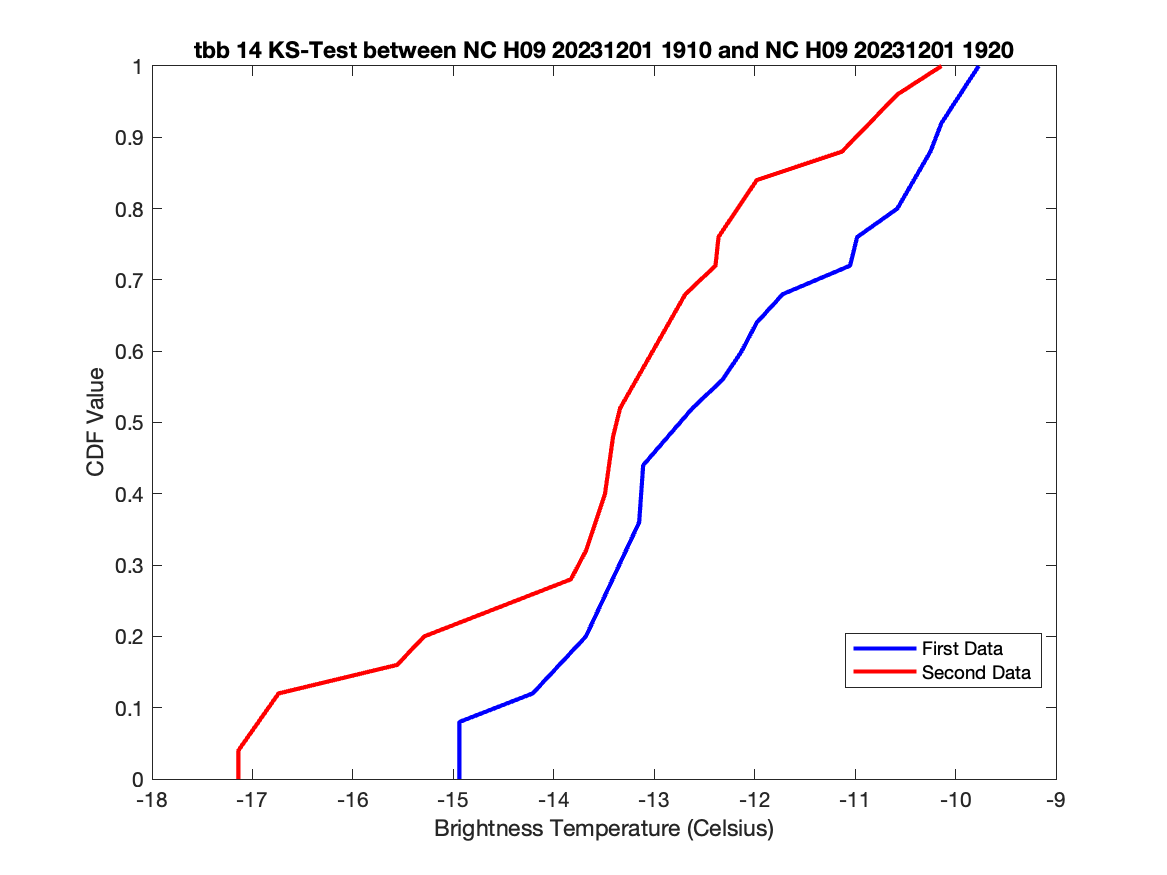 tbb 14 KS-Test between NC H09 20231201 1910 and NC H09 20231201 1920
1
0.9
0.8
0.7
0.6
0.5
0.4
0.3
0.2
0.1
0
CDF Value
First Data
Second Data
-18 -17 -16 -15 -14 -13 -12 -11 -10 -9
Brightness Temperature (Celsius)